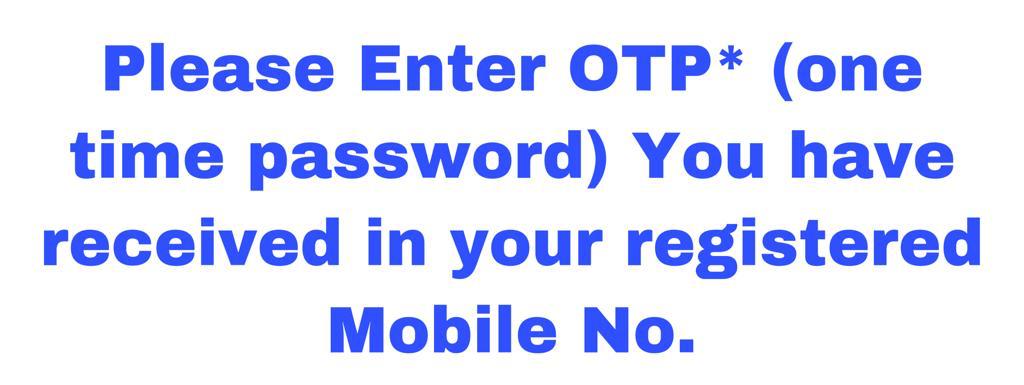 Please Enter OTP* (one
time password) You have
received in your registered
Mobile No.